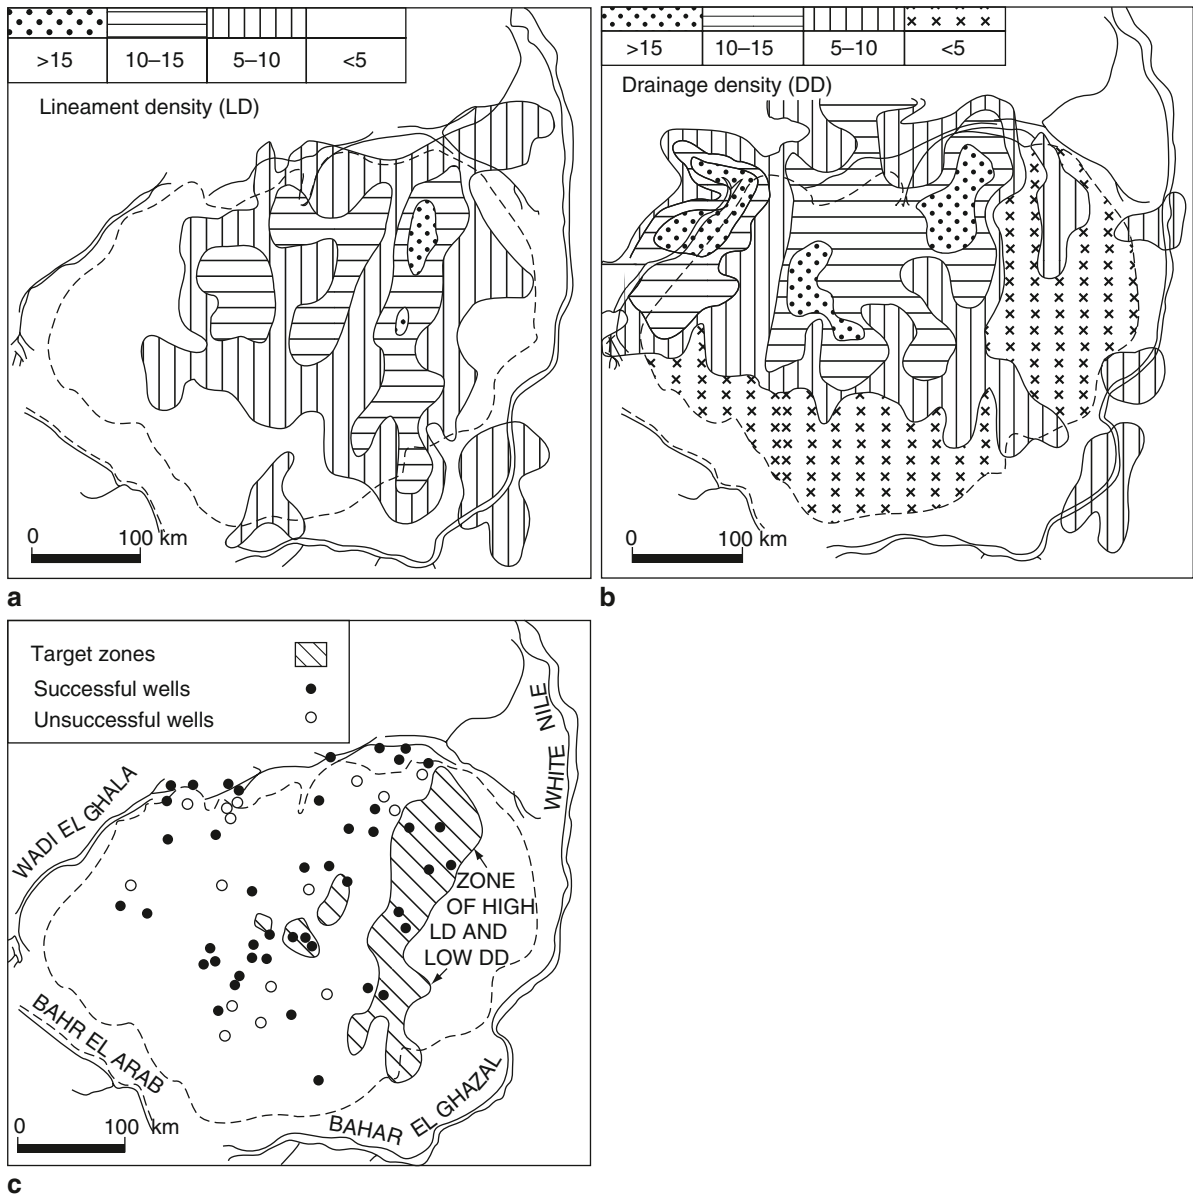 >15 10–15 5–10 <5
Lineament density (LD)
0 100 km
a
>15 10–15 5–10 <5
Drainage density (DD)
0 100 km
b
Target zones
Successful wells
Unsuccessful wells
WADI EL GHALA
WHITE NILE
ZONE
OF HIGH
LD AND
LOW DD
BAHR EL ARAB
BAHAR EL GHAZAL
0 100 km
c